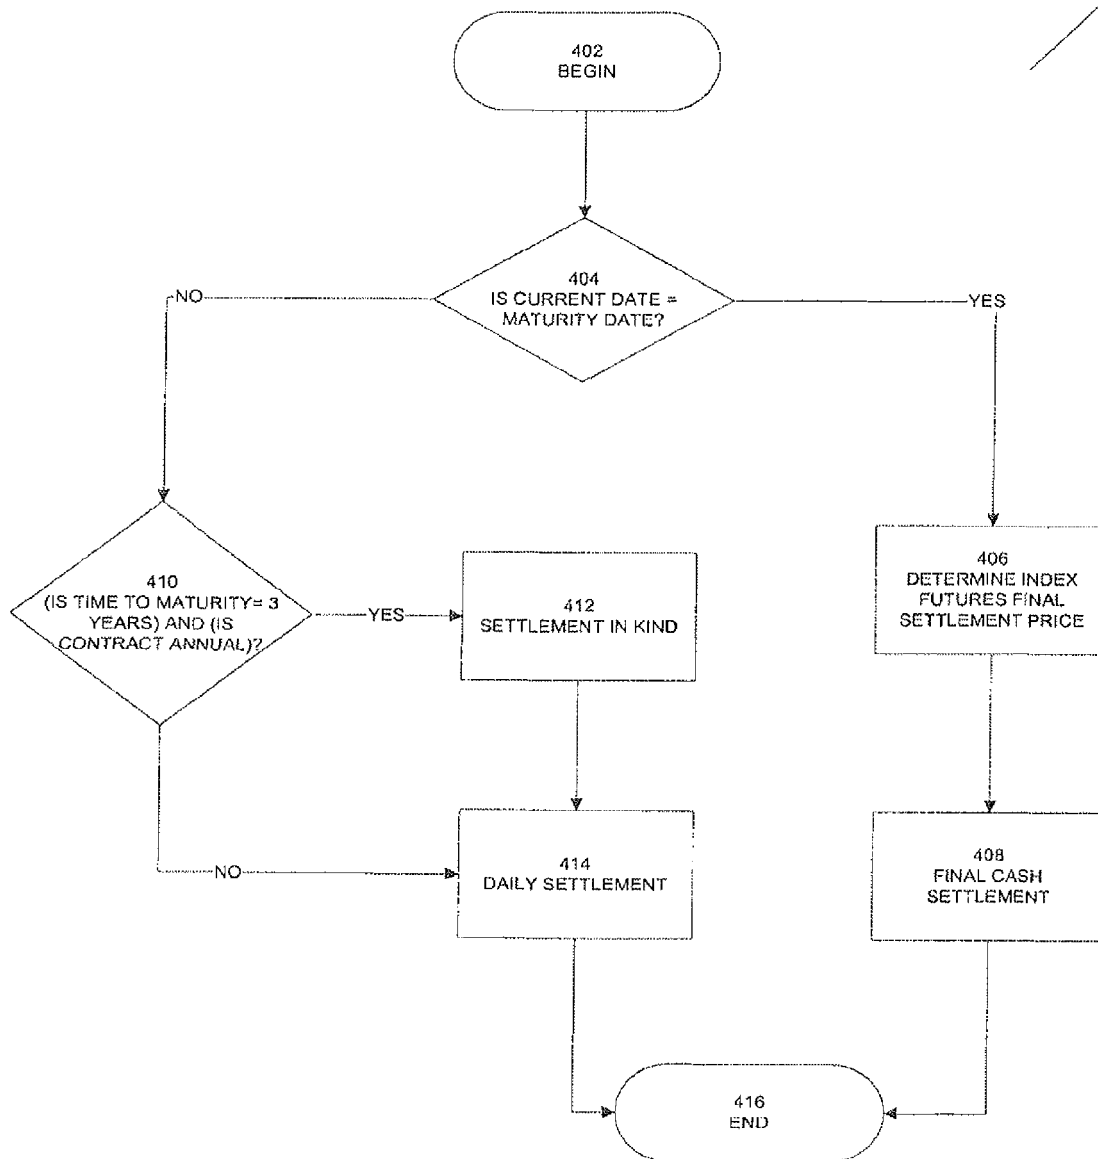 402
BEGIN
404
IS CURRENT DATE =
MATURITY DATE?
NO
YES
410
(IS TIME TO MATURITY= 3
YEARS) AND (IS
CONTRACT ANNUAL)?
YES
412
SETTLEMENT IN KIND
406
DETERMINE INDEX
FUTURES FINAL
SETTLEMENT PRICE
NO
414
DAILY SETTLEMENT
408
FINAL CASH
SETTLEMENT
416
END